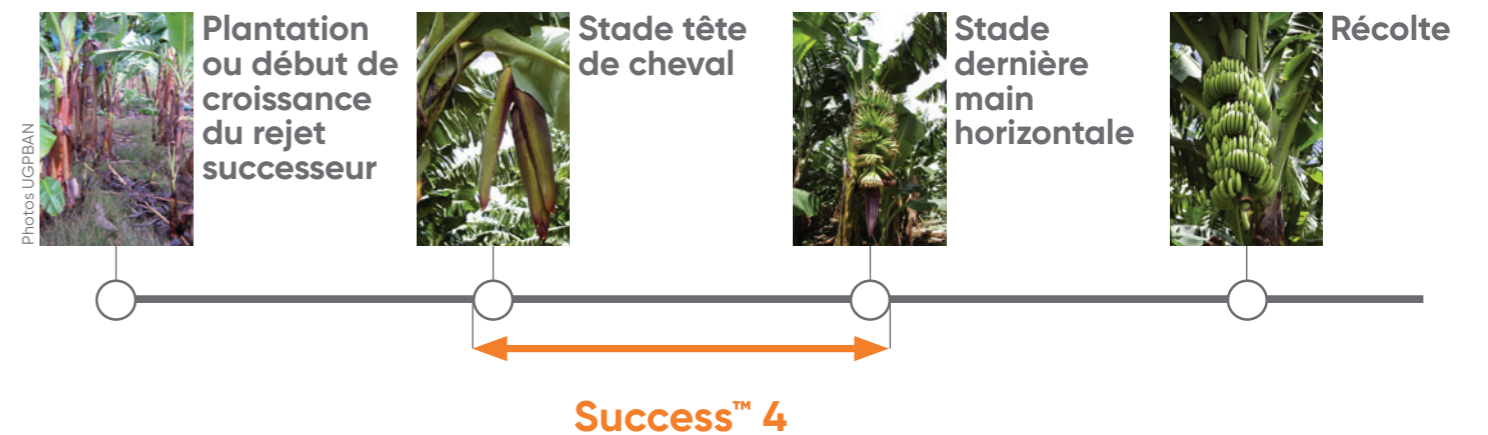 Photos UGPBAN
Plantation
ou début de
croissance
du rejet
successeur
Stade tête
de cheval
Stade
dernière
main
horizontale
Récolte
Success™ 4